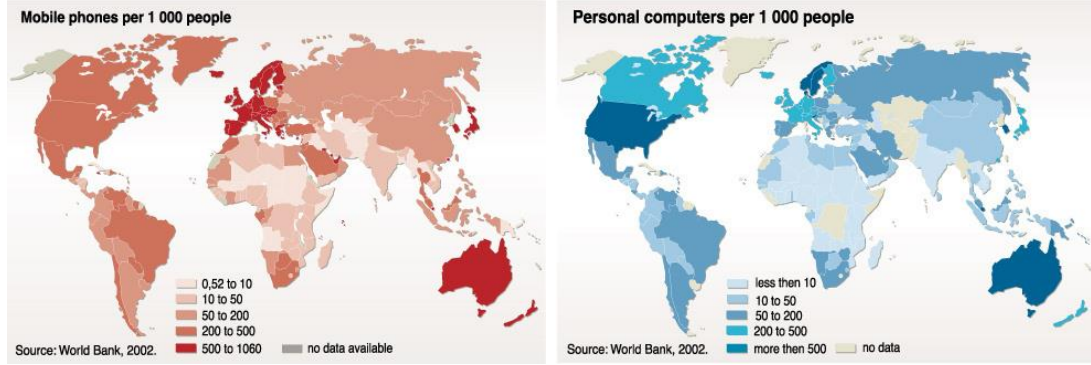 Mobile phones per 1 000 people
0,52 to 10
10 to 50
50 to 200
200 to 500
500 to 1060
no data available
Source: World Bank, 2002.
Personal computers per 1 000 people
less then 10
10 to 50
50 to 200
200 to 500
more then 500
no data
Source: World Bank, 2002.